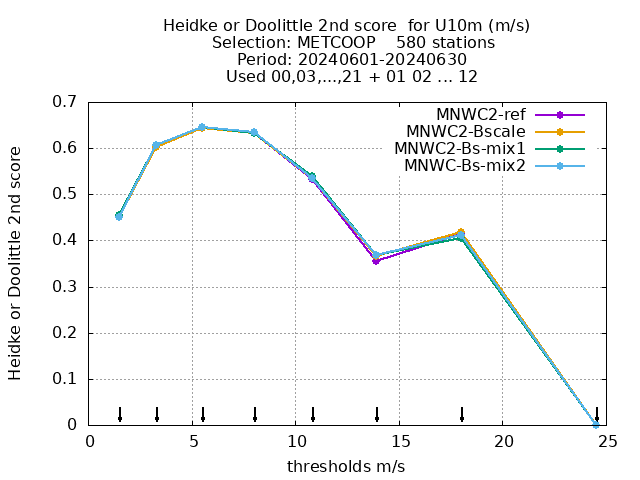 Heidke or Doolittle 2nd score  for U10m (m/s)
Selection: METCOOP    580 stations
Period: 20240601-20240630
Used 00,03,...,21 + 01 02 ... 12
MNWC2-ref
MNWC2-Bscale
MNWC2-Bs-mix1
MNWC-Bs-mix2
Heidke or Doolittle 2nd score
0.7
0.6
0.5
0.4
0.3
0.2
0.1
0
0 5 10 15 20 25
thresholds m/s